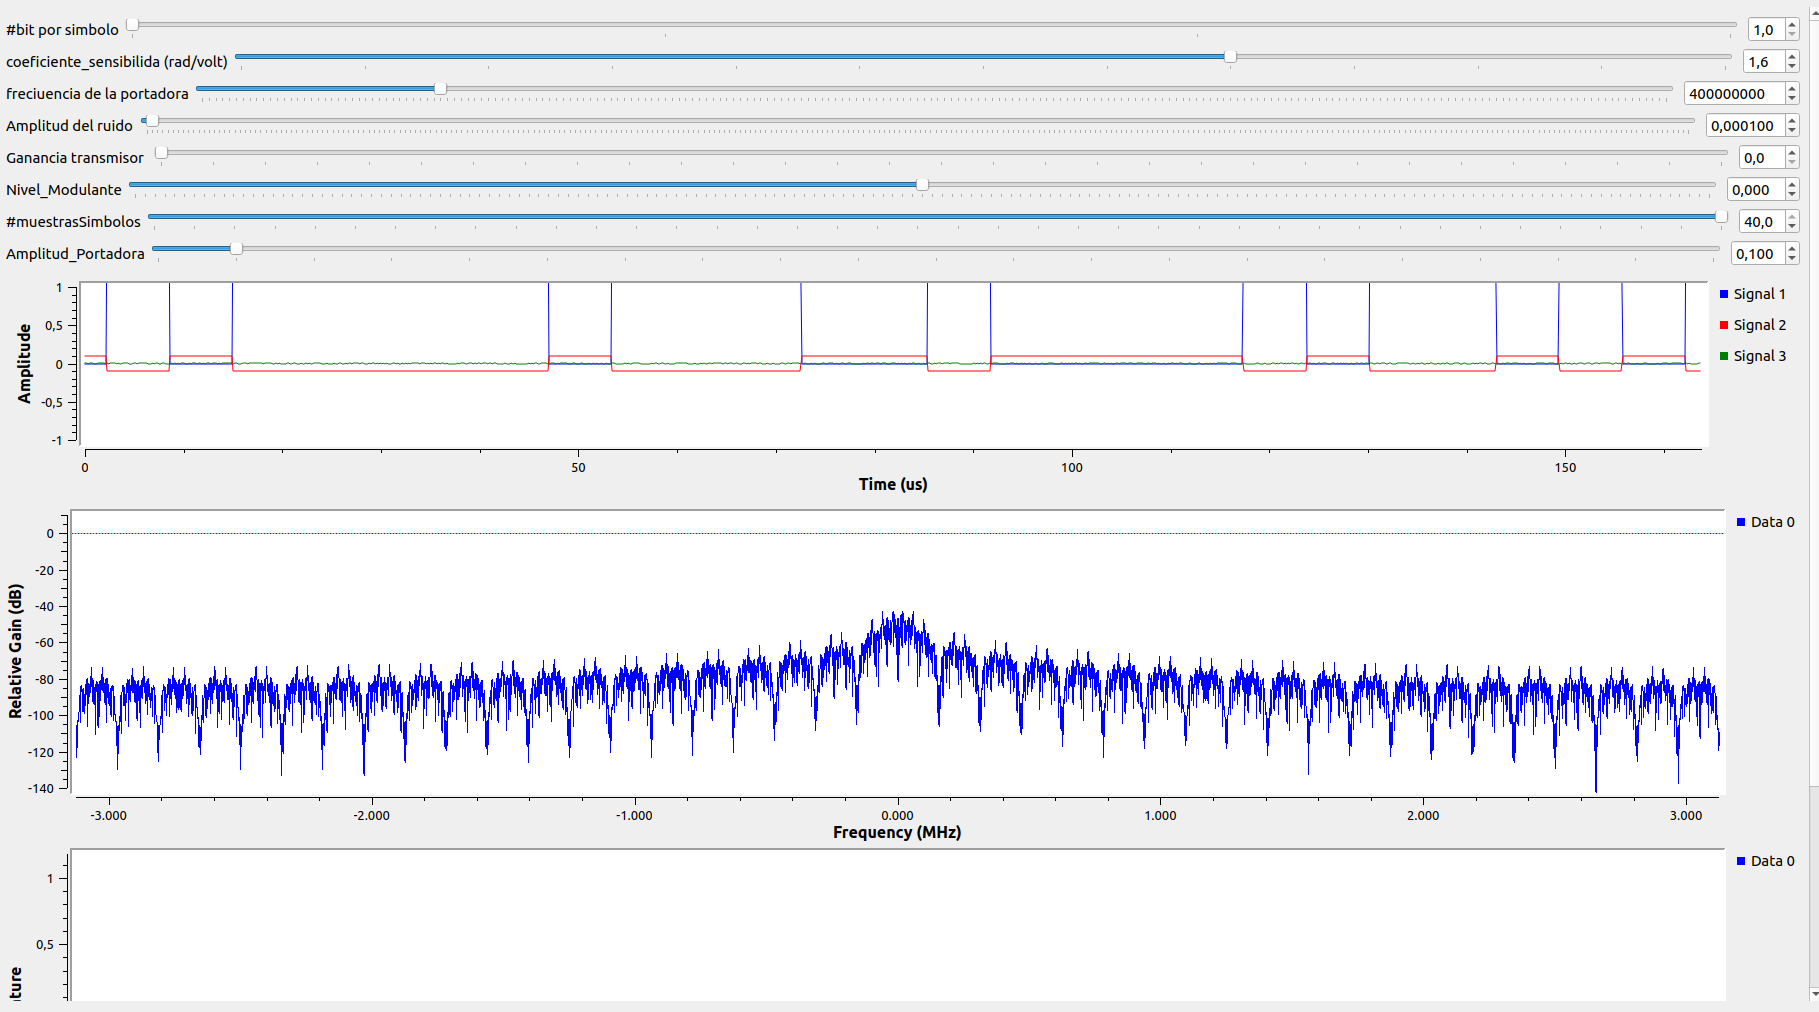 #bit por simbolo 1,0
coeficiente_sensibilida (rad/volt) 1,6
freciuencia de la portadora 400000000
Amplitud del ruido 0,000100
Ganancia transmisor 0,0
Nivel_Modulante 0,000
#muestrasSimbolos 40,0
Amplitud_Portadora 0,100
1
0,5
0
-0,5
-1
Amplitude
Signal 1
Signal 2
Signal 3
0 50 100 150
Time (us)
0
-20
-40
-60
-80
-100
-120
-140
Relative Gain (dB)
Data 0
-3.000 -2.000 -1.000 0.000 1.000 2.000 3.000
Frequency (MHz)
1
0,5
ture
Data 0